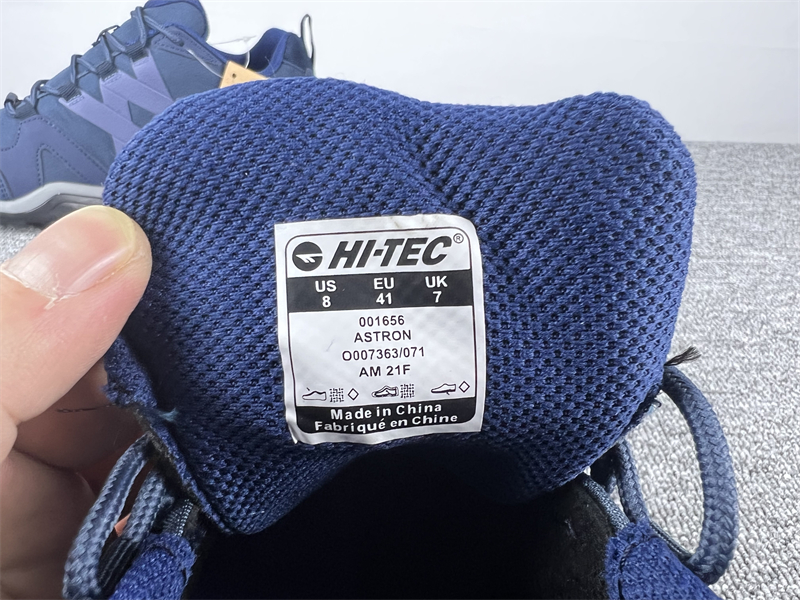 HI-TEC®
US EU UK
8 41 7
001656
ASTRON
O007363/071
AM 21F
Made in China
Fabriqué en Chine